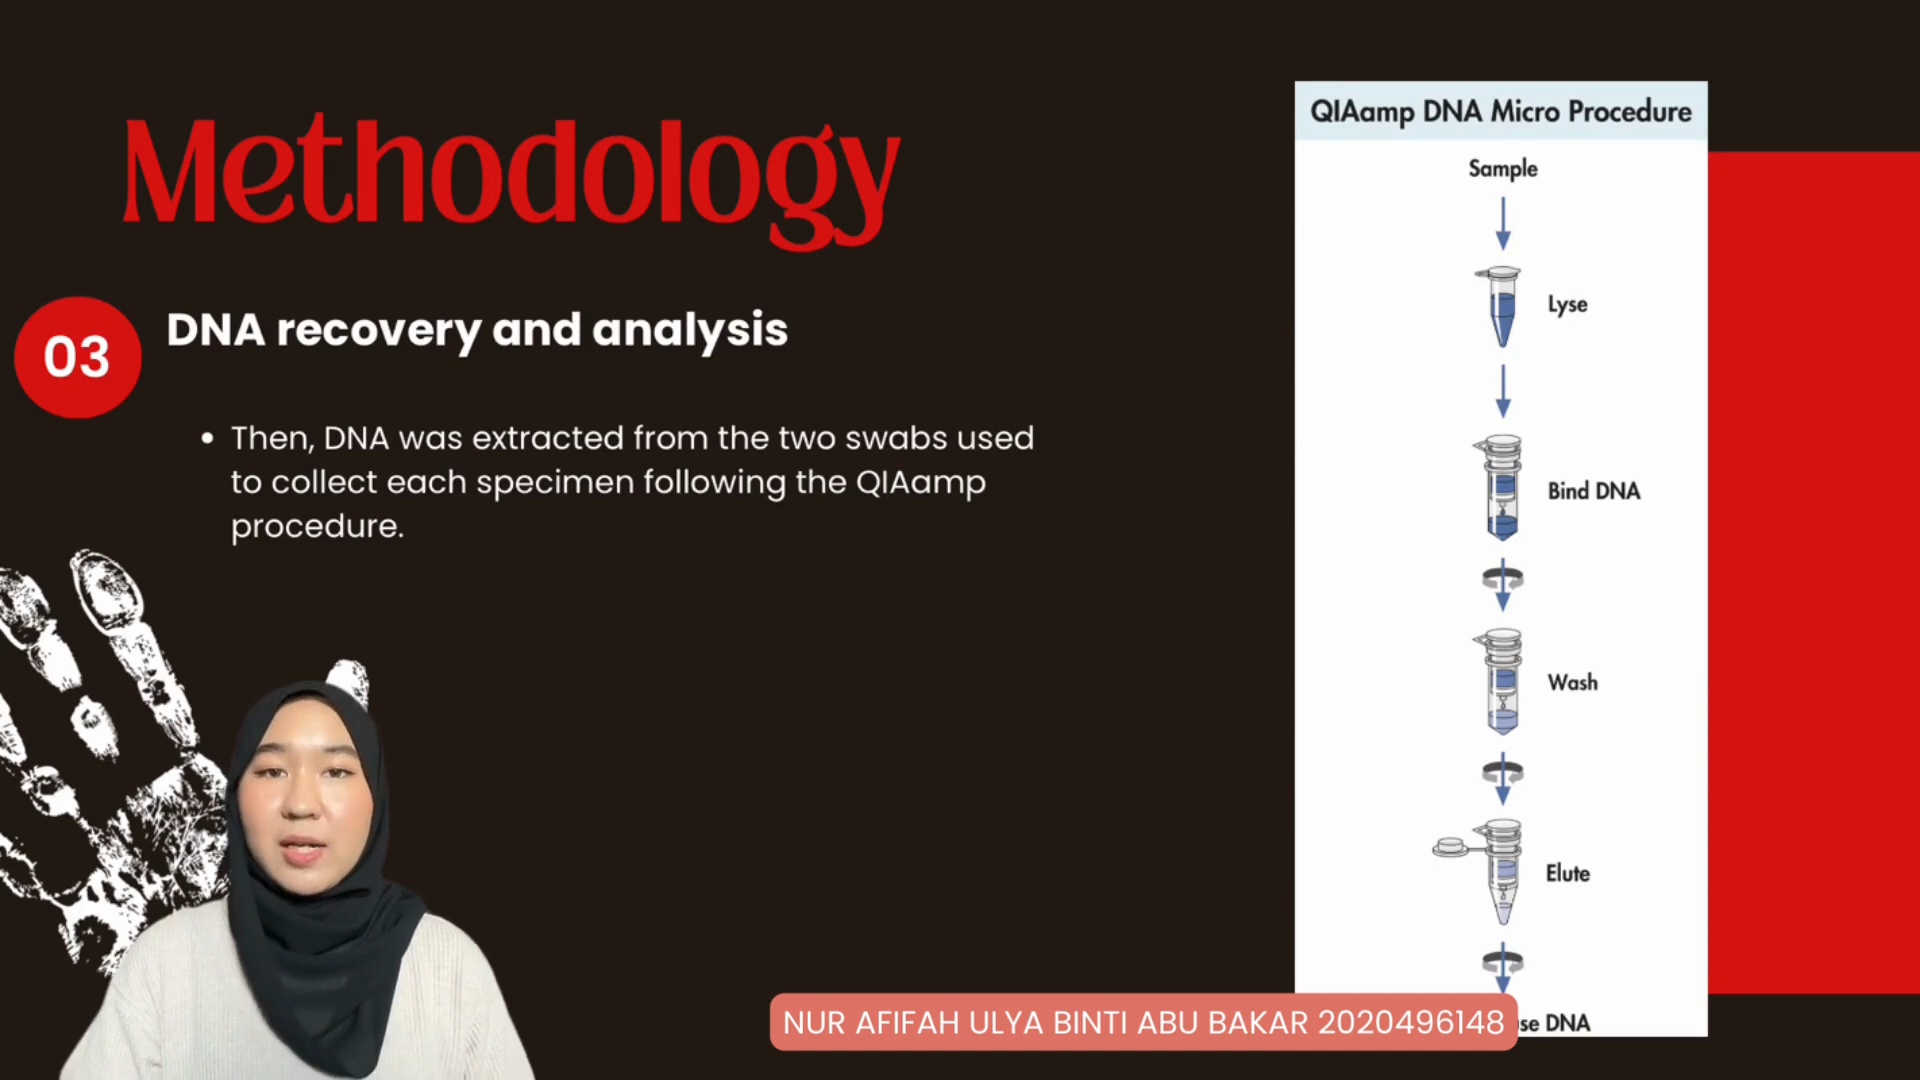 Methodology
03
DNA recovery and analysis
Then, DNA was extracted from the two swabs used
to collect each specimen following the QIAamp
procedure.
QIAamp DNA Micro Procedure
Sample
Lyse
Bind DNA
Wash
Elute
DNA
NUR AFIFAH ULYA BINTI ABU BAKAR 2020496148